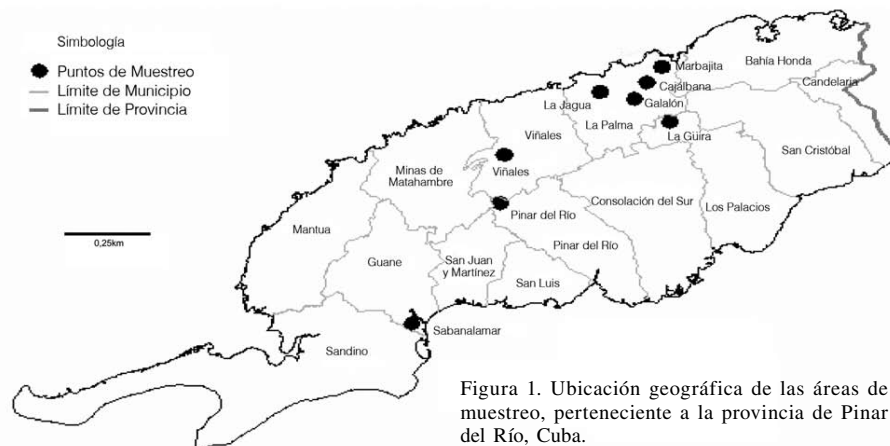 Simbología
Puntos de Muestreo
Límite de Municipio
Límite de Provincia
0,25km
Marbajita
Bahía Honda
Cajálbana
Candelaria
La Jagua
Galalón
La Palma
La Güira
Viñales
San Cristóbal
Minas de
Matahambre
Viñales
Consolación del Sur
Los Palacios
Pinar del Río
Mantua
Pinar del Río
Guane
San Juan
y Martínez
San Luis
Sabanalamar
Sandino
Figura 1. Ubicación geográfica de las áreas de
muestreo, perteneciente a la provincia de Pinar
del Río, Cuba.